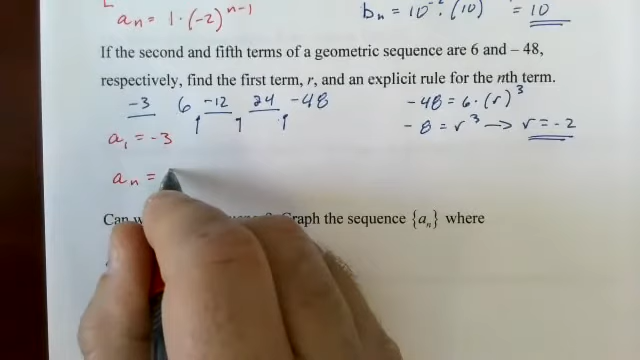 aₙ = 1 · (-2)ⁿ⁻¹ bₙ = 10⁻² · (10) = 10
If the second and fifth terms of a geometric sequence are 6 and – 48,
respectively, find the first term, r, and an explicit rule for the nth term.
-3 6 -12 24 -48 -48 = 6 · (r)³
a₁ = -3 -8 = r³ → r = -2
aₙ =
graph the sequence {aₙ} where